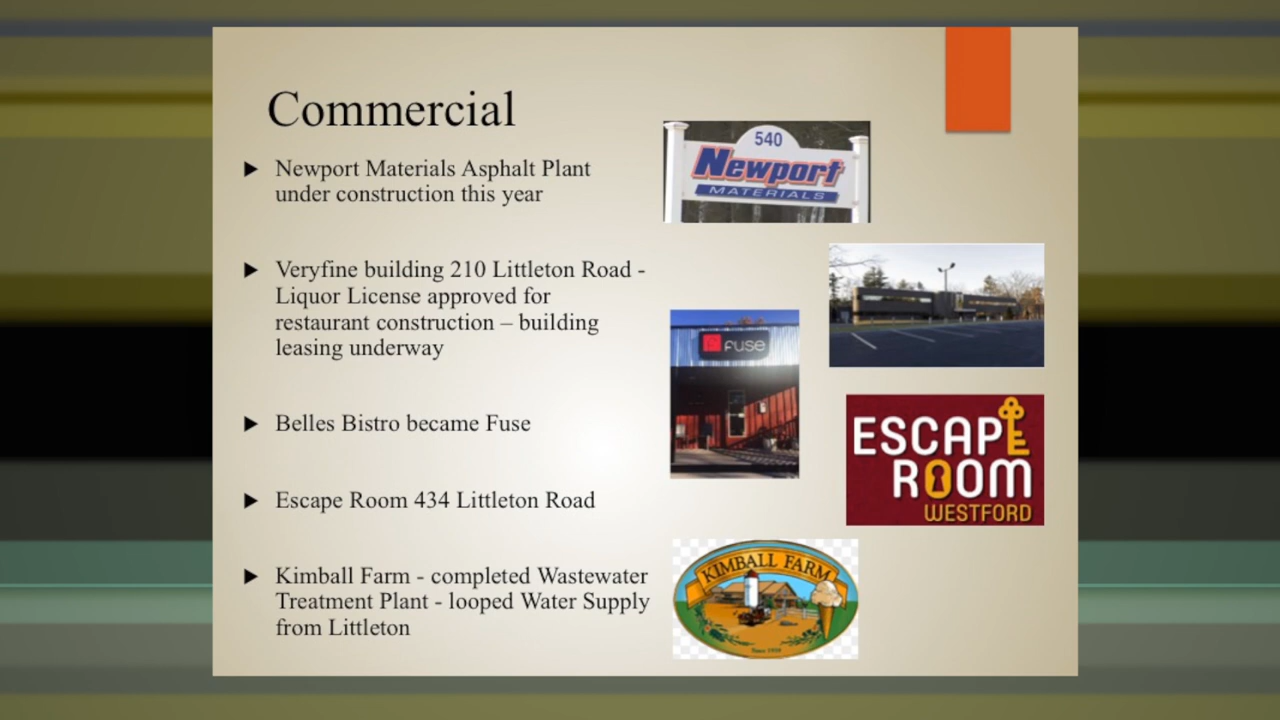 Commercial
Newport Materials Asphalt Plant
under construction this year
Veryfine building 210 Littleton Road -
Liquor License approved for
restaurant construction – building
leasing underway
Belles Bistro became Fuse
Escape Room 434 Littleton Road
Kimball Farm - completed Wastewater
Treatment Plant - looped Water Supply
from Littleton
540
Newport
MATERIALS
FUSE
ESCAPE
ROOM
WESTFORD
KIMBALL FARM
Since 1939